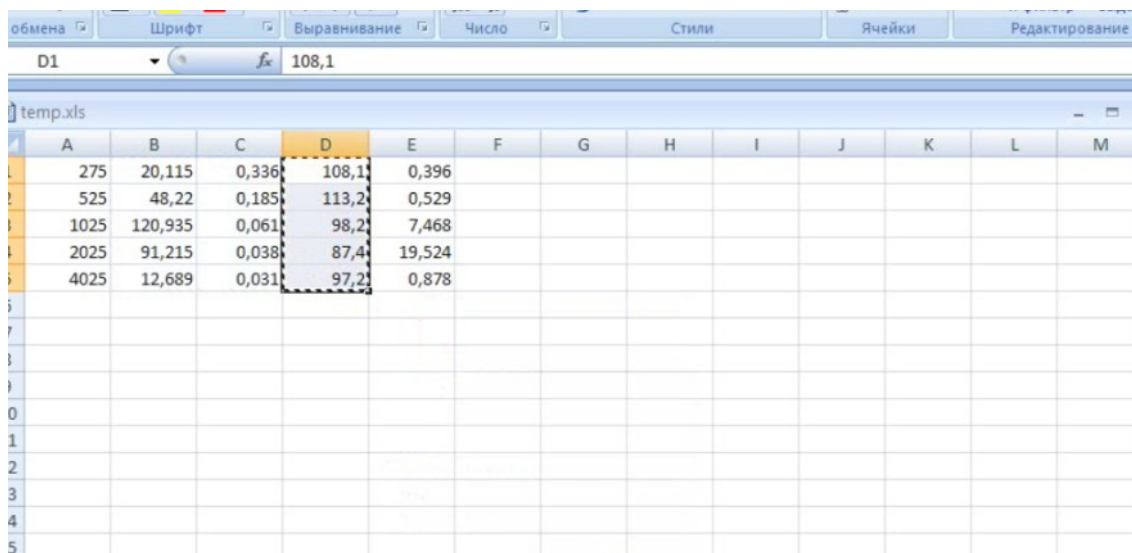 обмена Шрифт Выравнивание Число Стили Ячейки Редактирование
D1 fx 108,1
temp.xls
A B C D E F G H I J K L M
275 20,115 0,336 108,1 0,396
525 48,22 0,185 113,2 0,529
1025 120,935 0,061 98,2 7,468
2025 91,215 0,038 87,4 19,524
4025 12,689 0,031 97,2 0,878